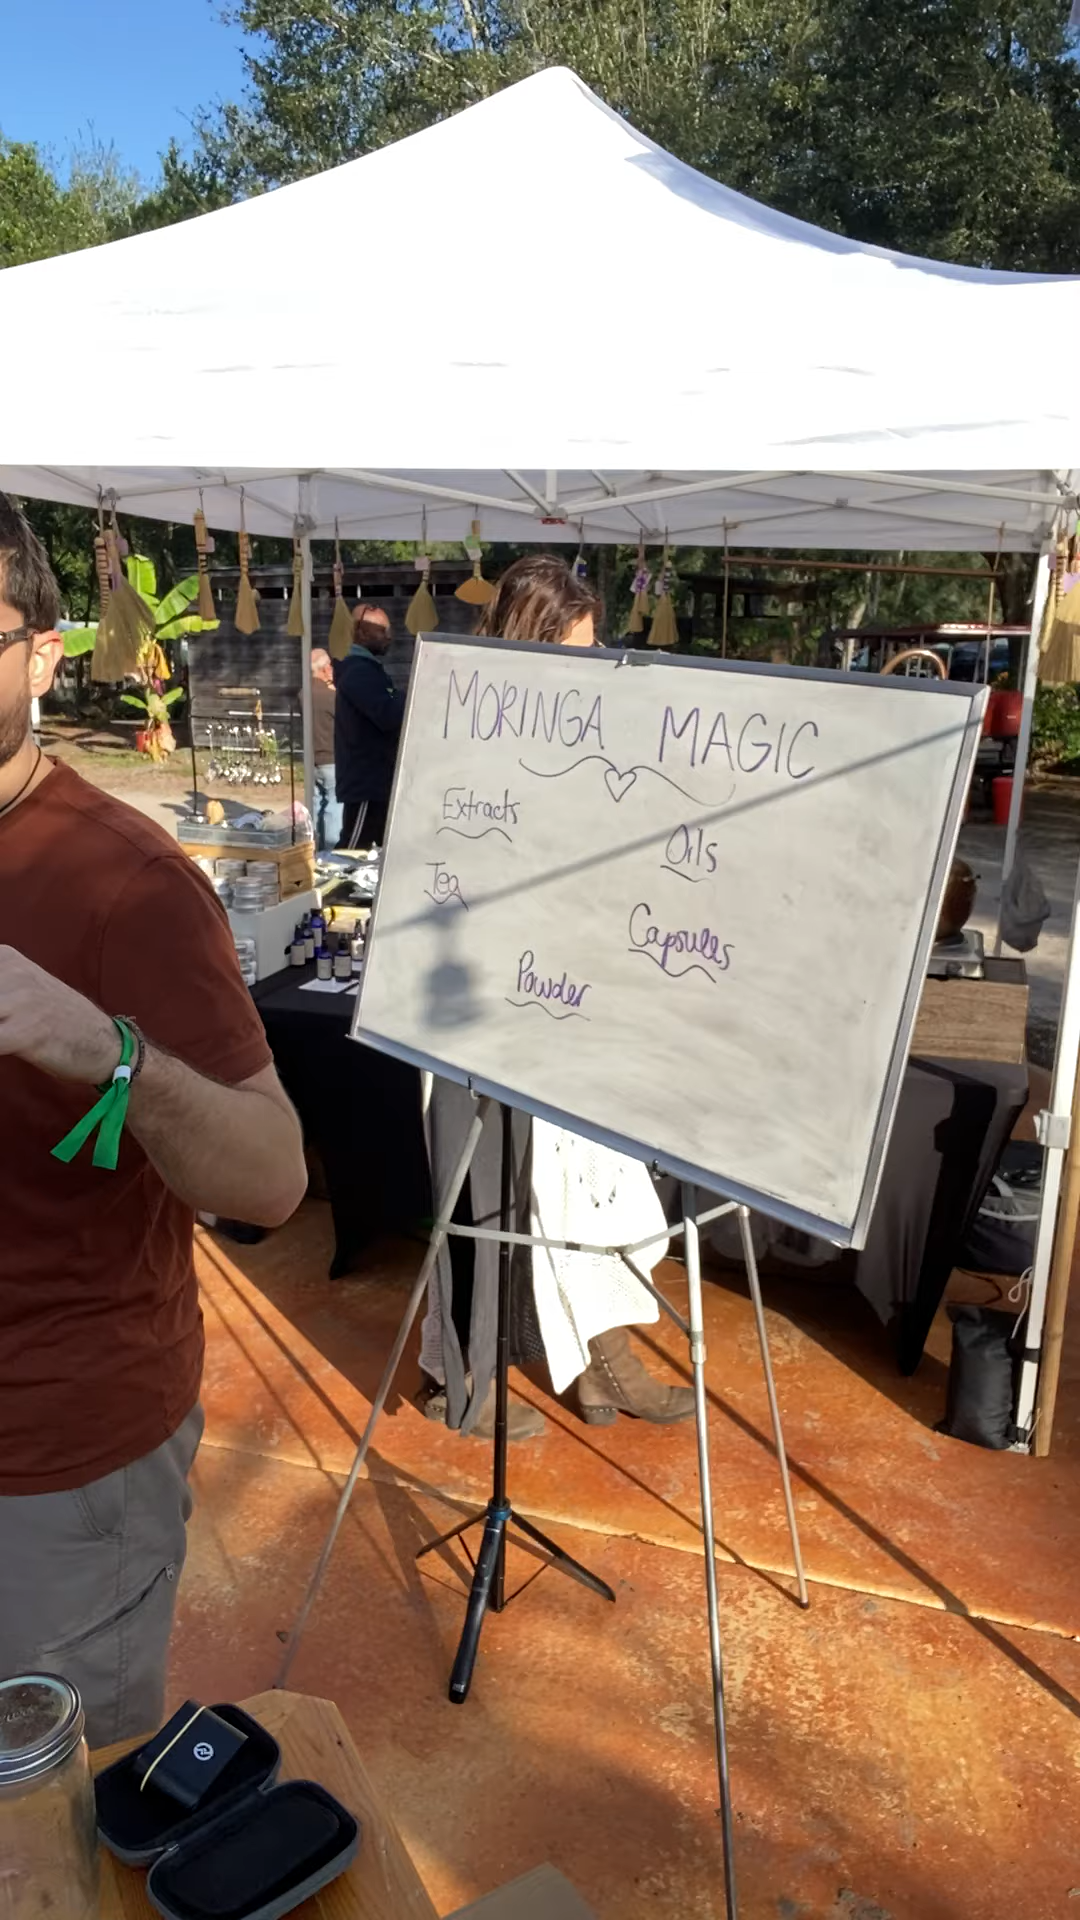 MORINGA MAGIC
Extracts
Oils
Tea
Capsules
Powder